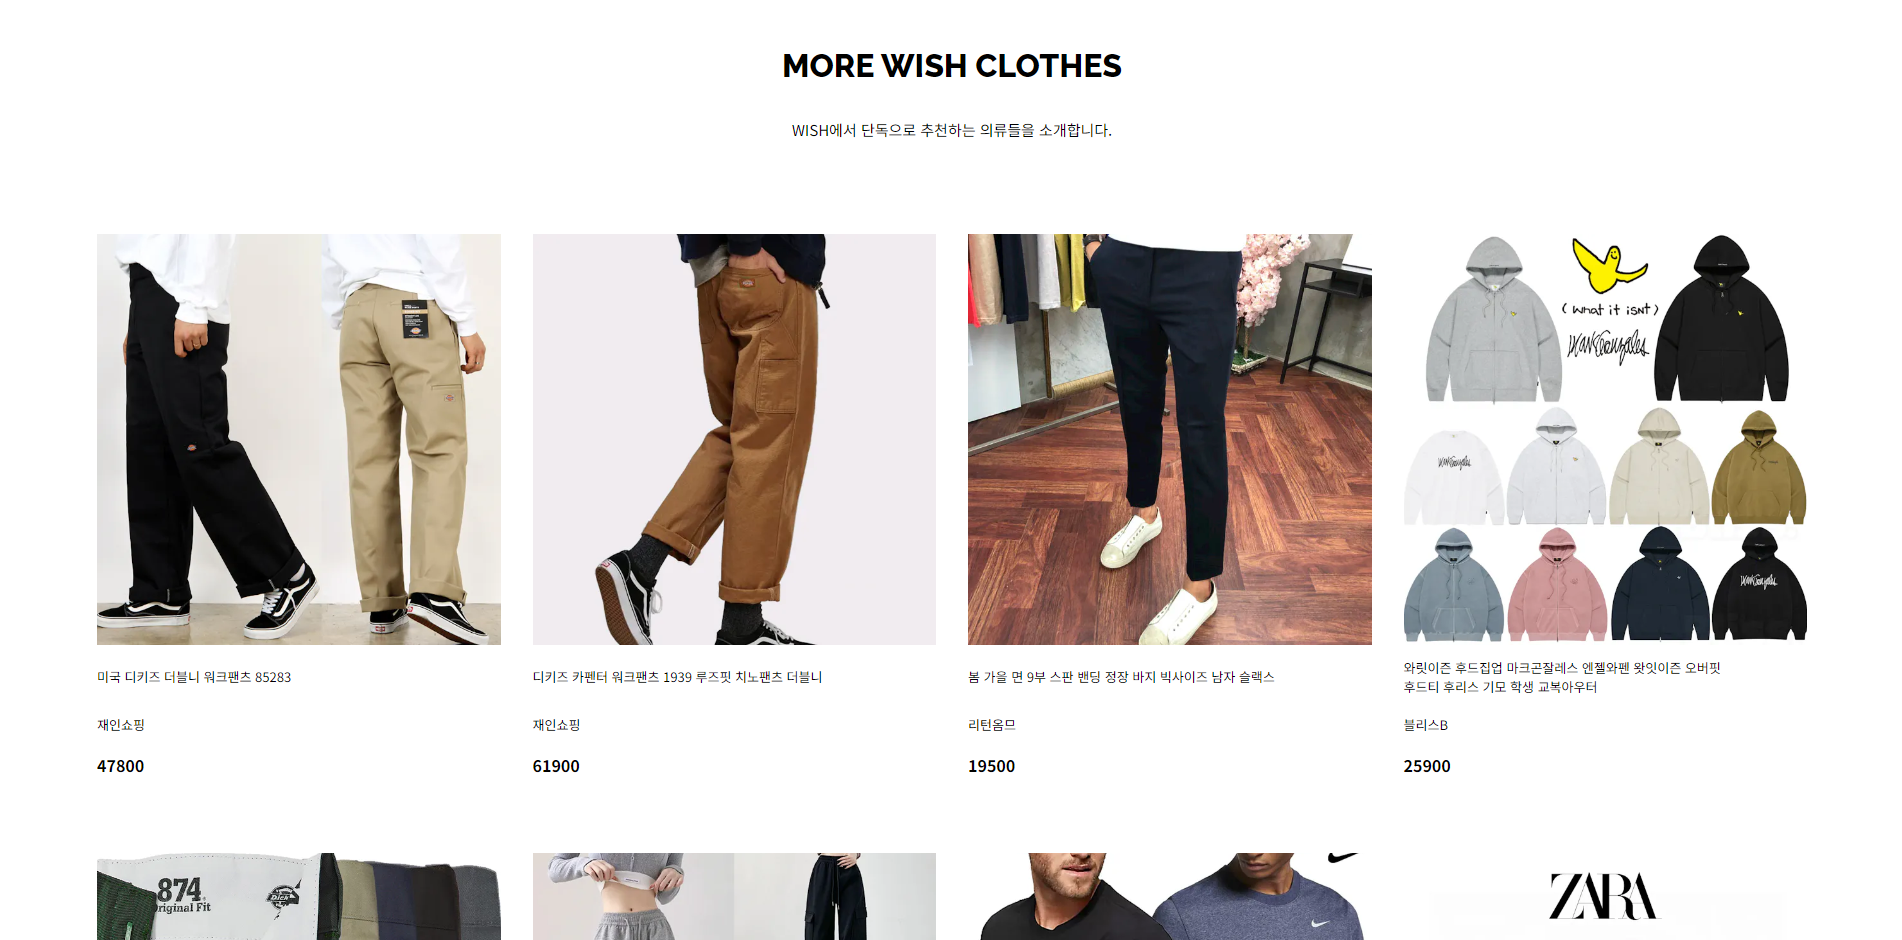 MORE WISH CLOTHES
WISH에서 단독으로 추천하는 의류들을 소개합니다.
(what it isnt)
MarkGonzales
미국 디키즈 더블니 워크팬츠 85283
재인쇼핑
47800
디키즈 카펜터 워크팬츠 1939 루즈핏 치노팬츠 더블니
재인쇼핑
61900
봄 가을 면 9부 스판 밴딩 정장 바지 빅사이즈 남자 슬랙스
리턴옴므
19500
와릿이즌 후드집업 마크곤잘레스 엔젤와펜 왓잇이즌 오버핏
후드티 후리스 기모 학생 교복아우터
블리스B
25900
874
Original Fit
ZARA